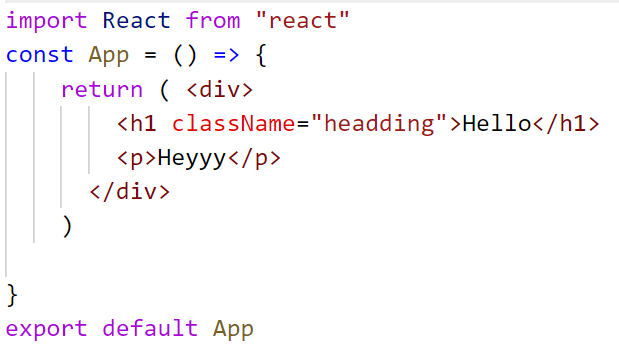 import React from "react"
const App = () => {
    return ( <div>
        <h1 className="headding">Hello</h1>
        <p>Heyyy</p>
      </div>
    )

}
export default App